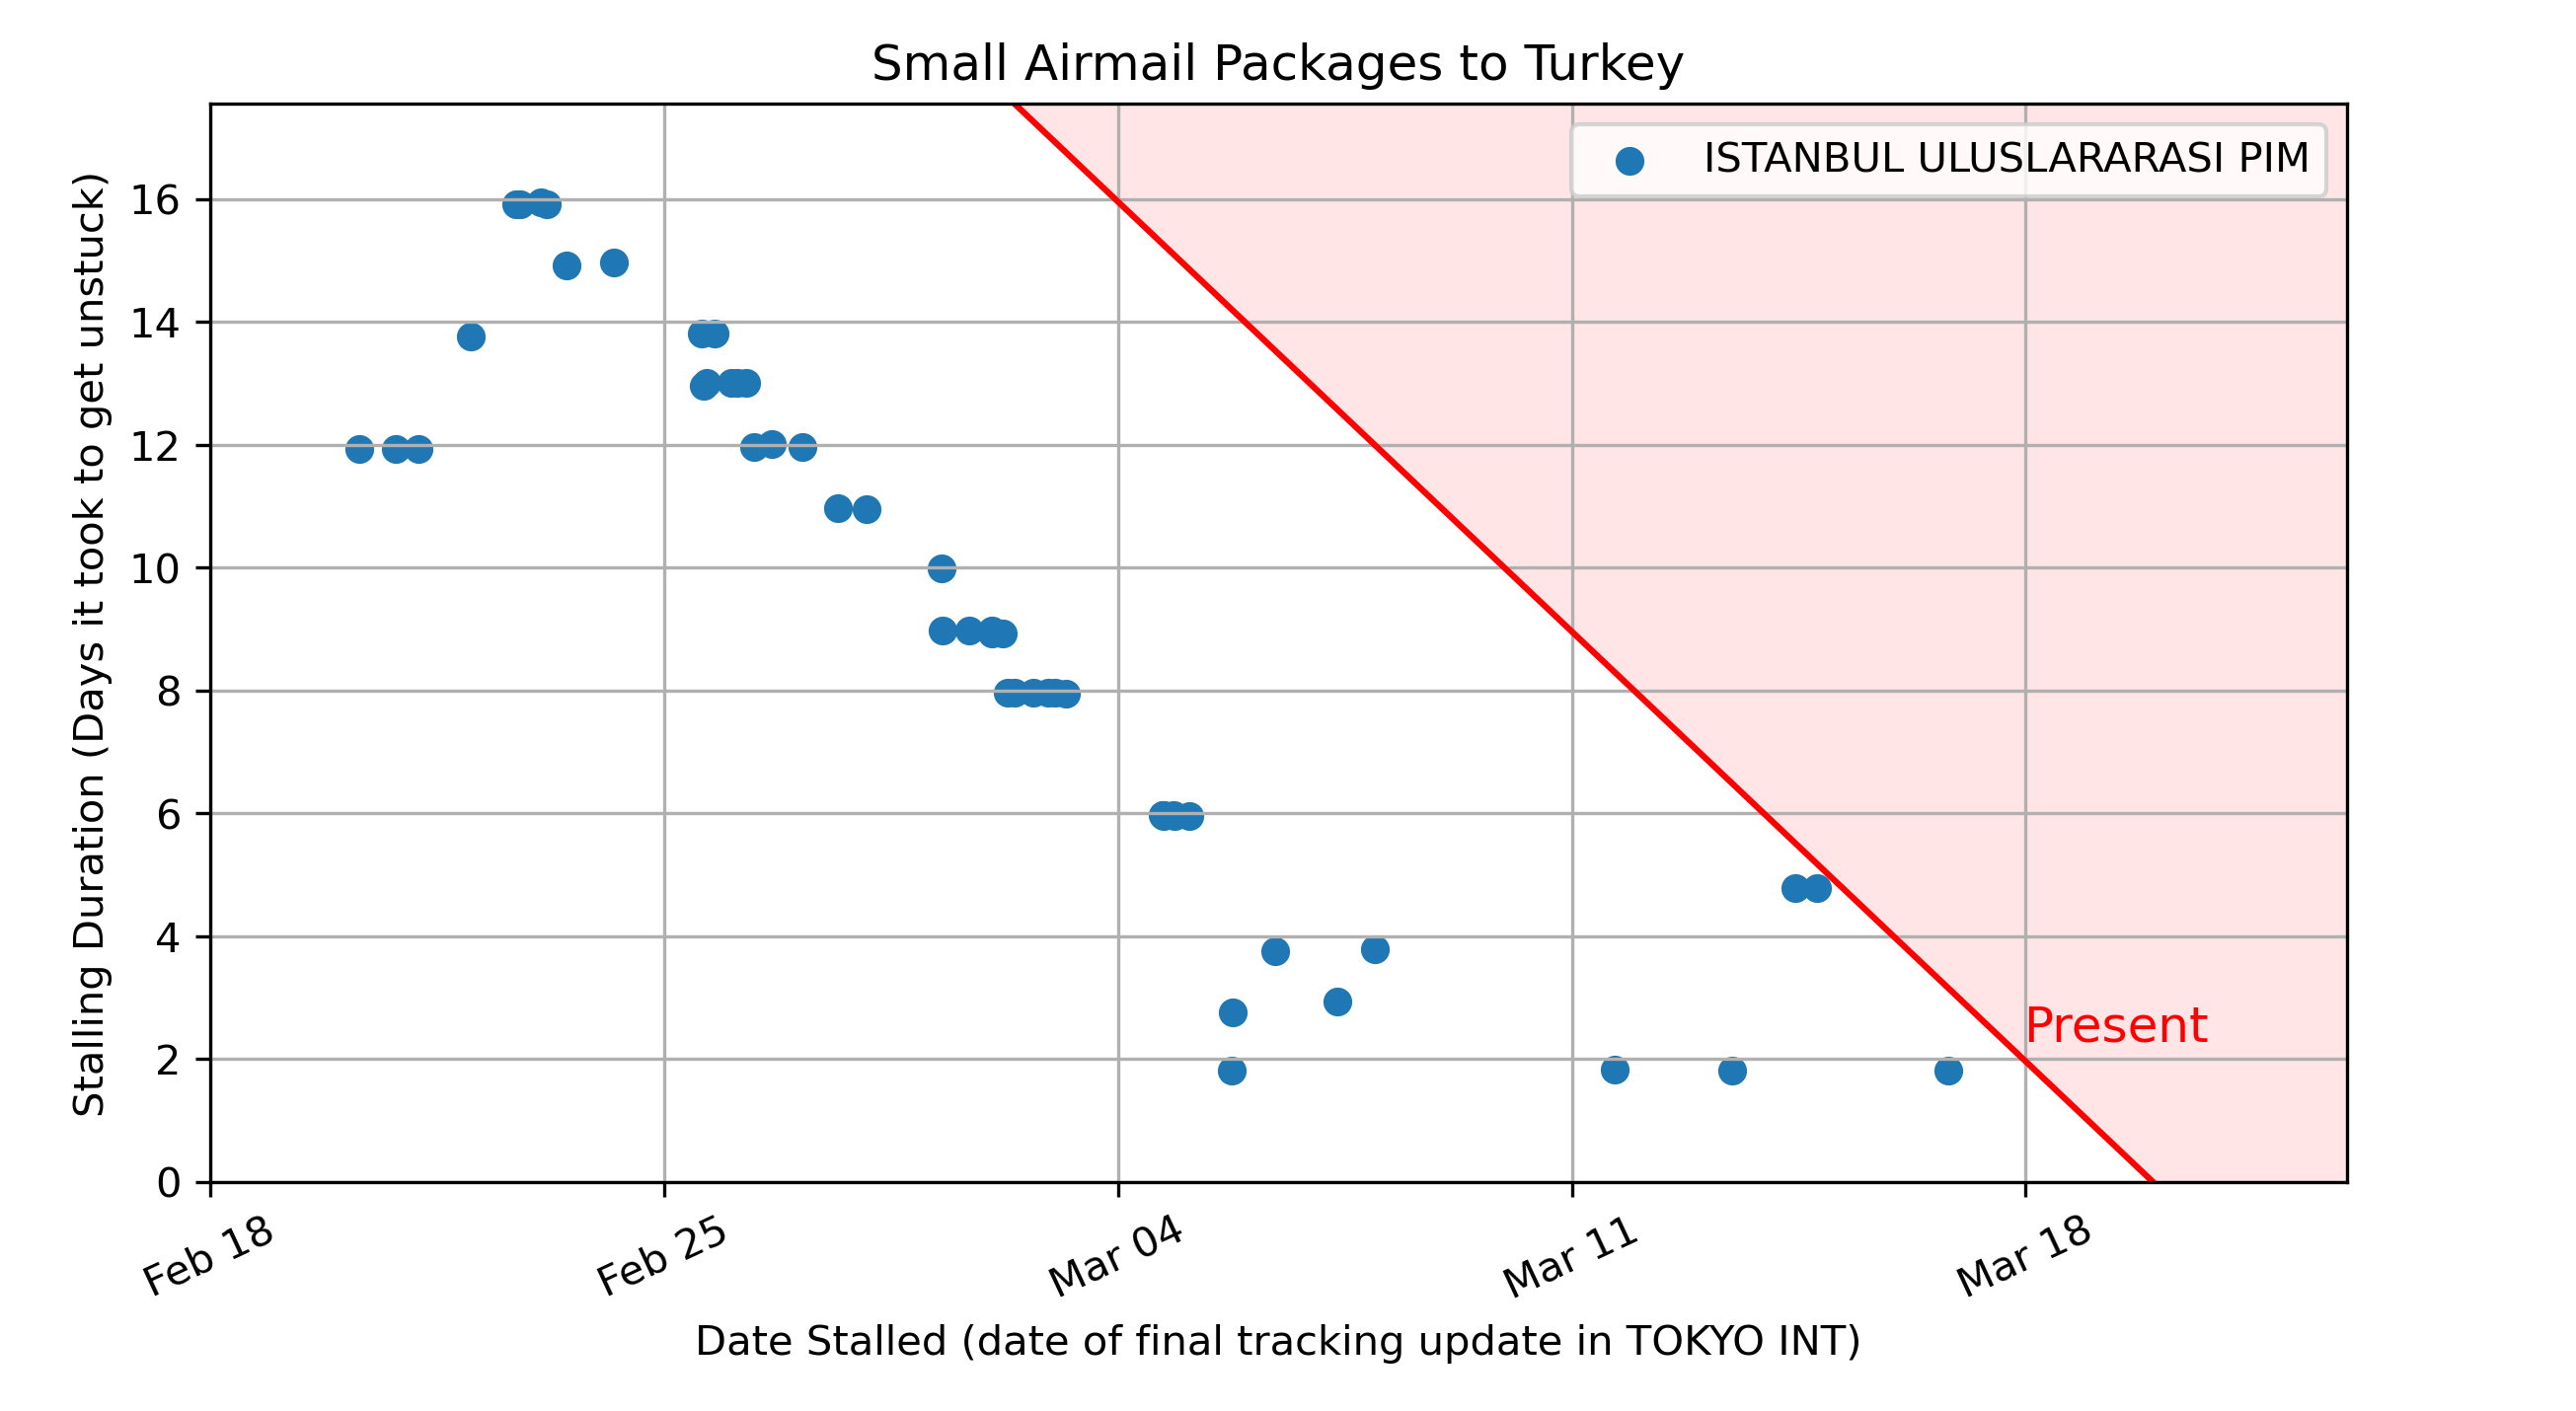 Small Airmail Packages to Turkey
ISTANBUL ULUSLARARASI PIM
Stalling Duration (Days it took to get unstuck)
16
14
12
10
8
6
4
2
0
Present
Feb 18
Feb 25
Mar 04
Mar 11
Mar 18
Date Stalled (date of final tracking update in TOKYO INT)